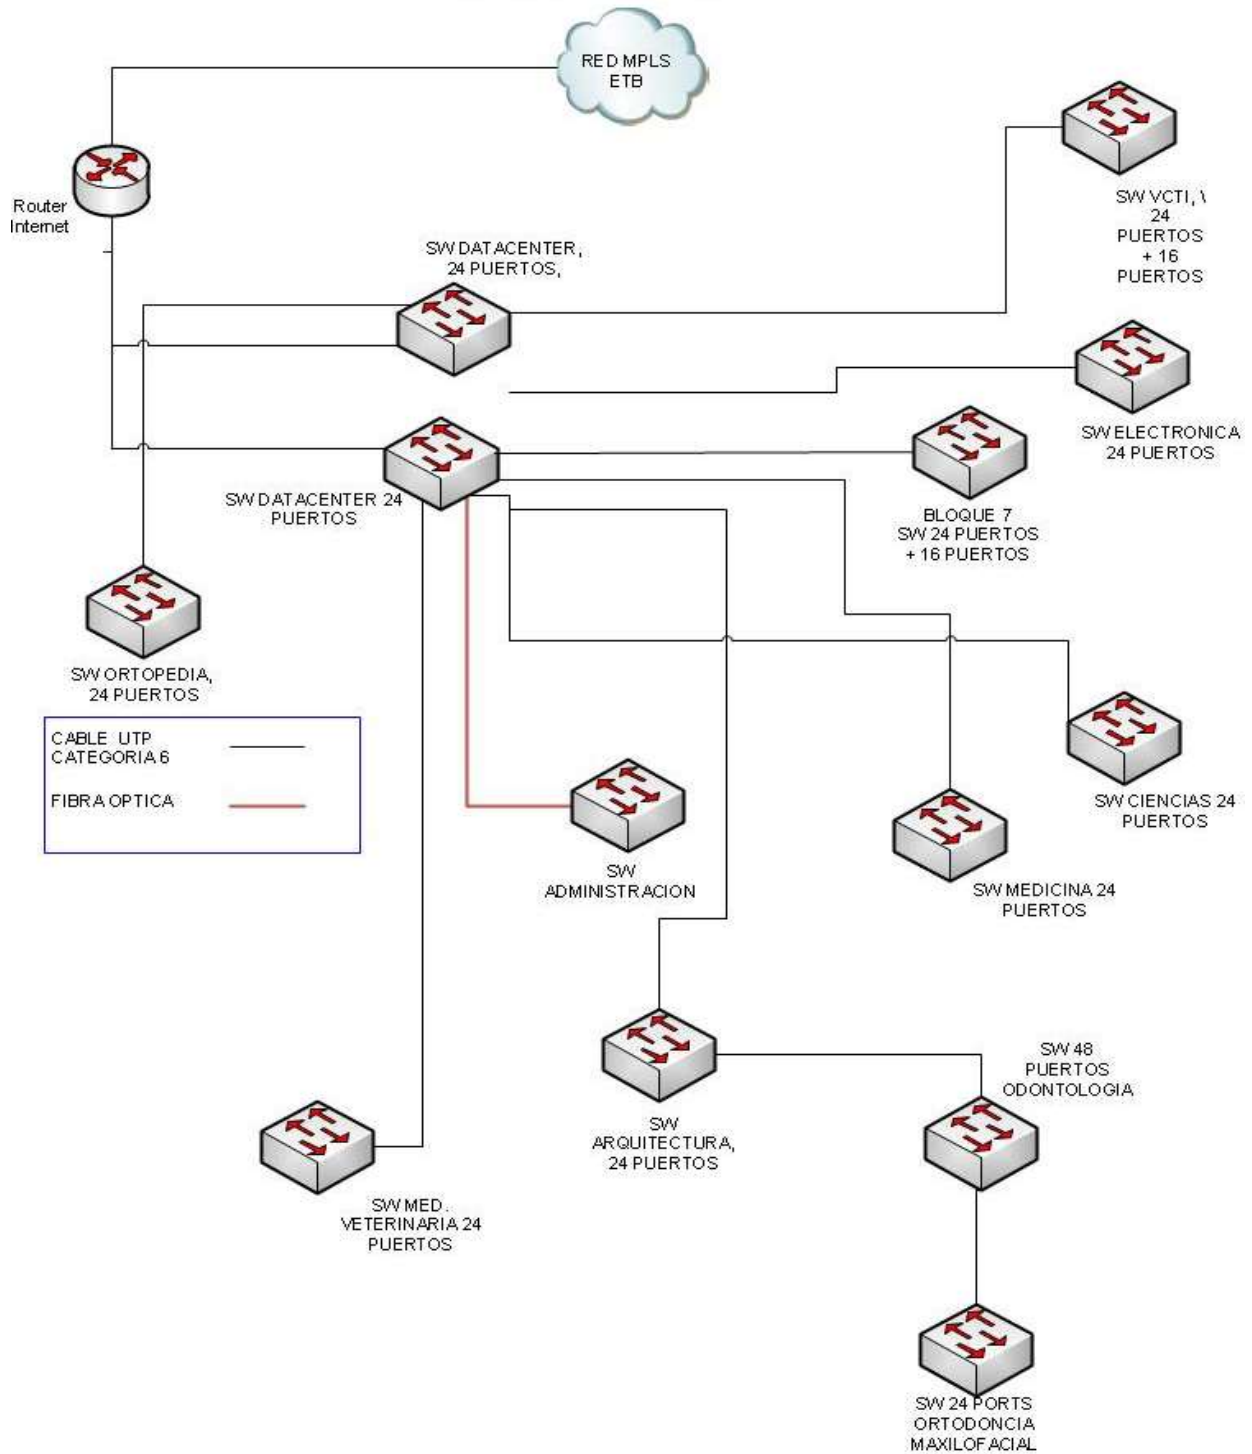 RED MPLS
ETB
Router
Internet
SW DATACENTER,
24 PUERTOS,
SW VCTI, \
24
PUERTOS
+ 16
PUERTOS
SW ELECTRONICA
24 PUERTOS
SW DATACENTER 24
PUERTOS
BLOQUE 7
SW 24 PUERTOS
+ 16 PUERTOS
SW ORTOPEDIA,
24 PUERTOS
CABLE UTP
CATEGORIA 6
FIBRA OPTICA
SW CIENCIAS 24
PUERTOS
SW
ADMINISTRACION
SW MEDICINA 24
PUERTOS
SW 48
PUERTOS
ODONTOLOGIA
SW
ARQUITECTURA,
24 PUERTOS
SW MED.
VETERINARIA 24
PUERTOS
SW 24 PORTS
ORTODONCIA
MAXILOFACIAL